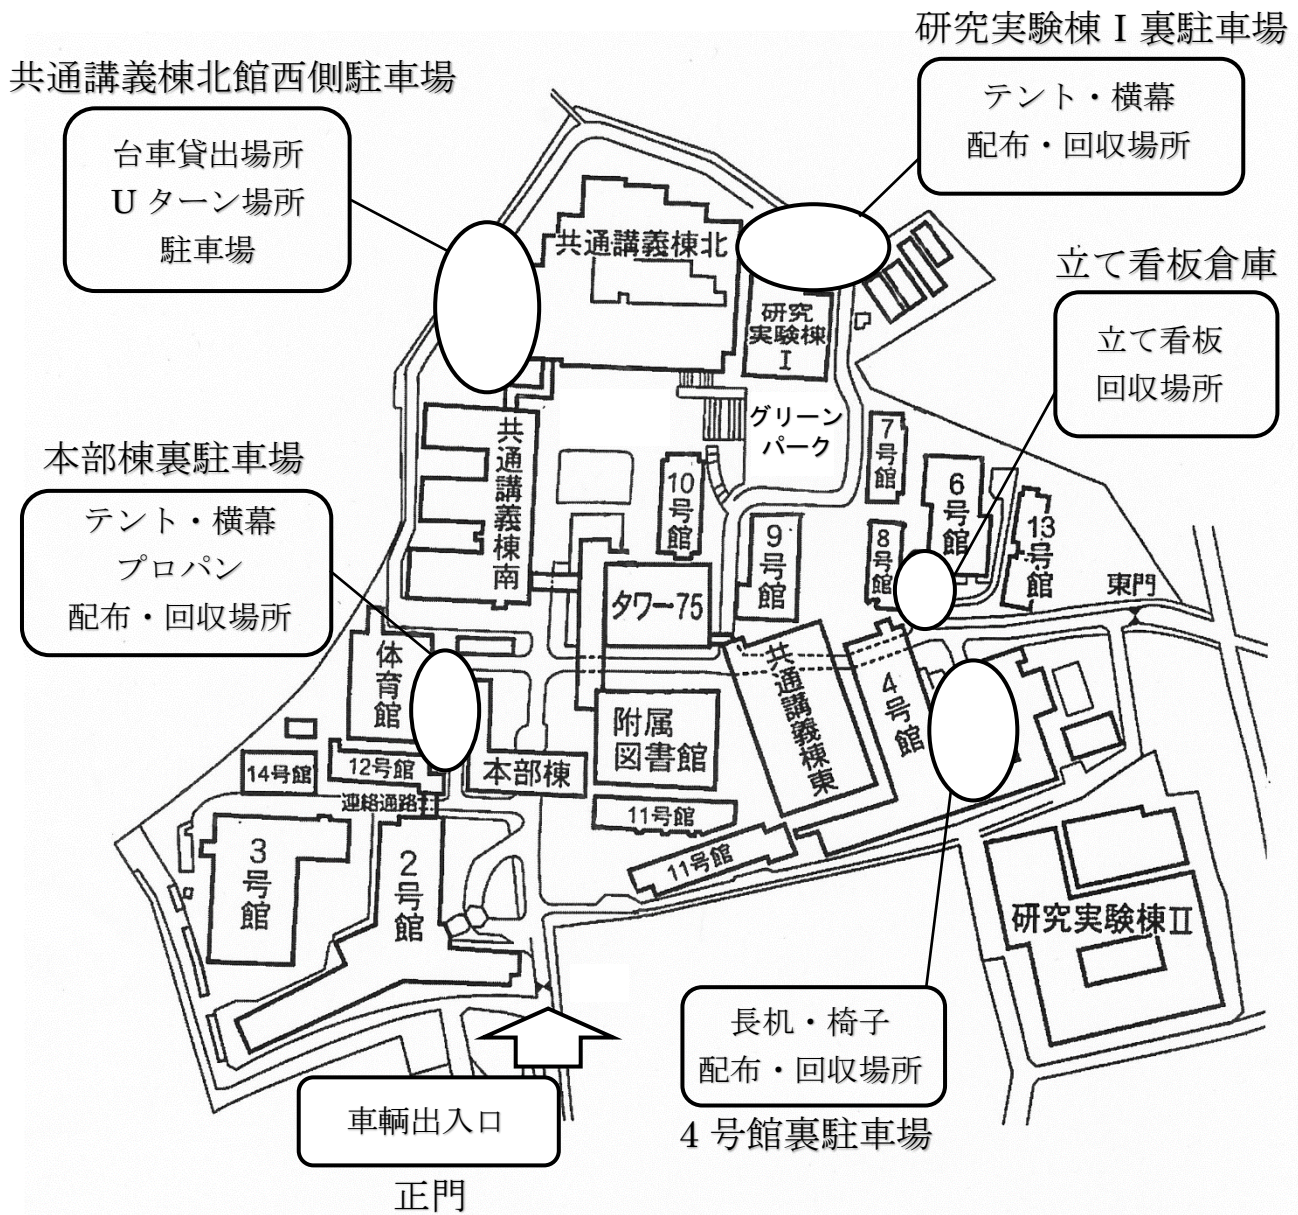 研究実験棟Ⅰ裏駐車場
テント・横幕
配布・回収場所
共通講義棟北館西側駐車場
台車貸出場所
Uターン場所
駐車場
共通講義棟北
研究
実験棟
Ⅰ
立て看板倉庫
立て看板
回収場所
グリーン
パーク
共通講義棟南
本部棟裏駐車場
テント・横幕
プロパン
配布・回収場所
10号館
7号館
6号館
13号館
9号館
8号館
東門
タワー75
体育館
共通講義棟東
4号館
附属
図書館
14号館
12号館
本部棟
連絡通路
11号館
11号館
3号館
2号館
研究実験棟Ⅱ
長机・椅子
配布・回収場所
4号館裏駐車場
車輌出入口
正門